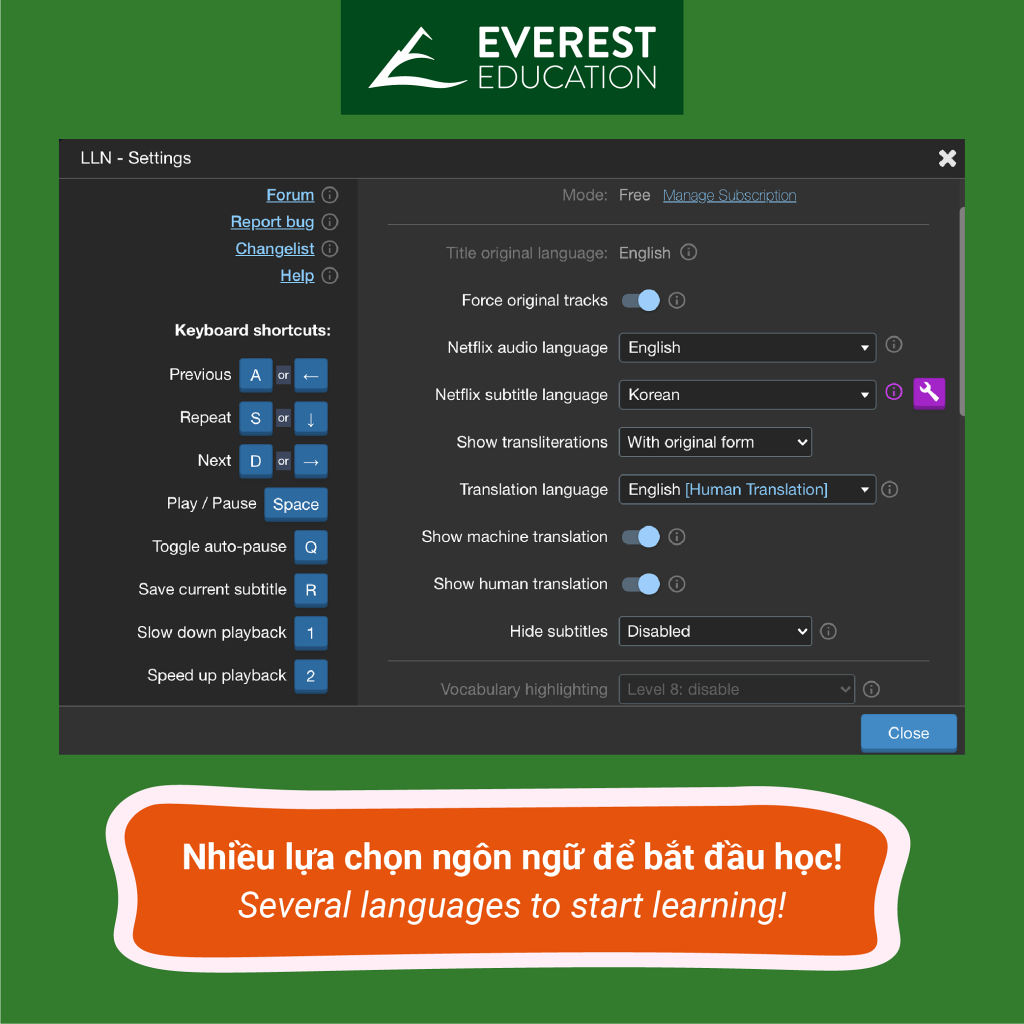 EVEREST
EDUCATION
LLN - Settings
Forum
Report bug
Changelist
Help
Keyboard shortcuts:
Previous A or ←
Repeat S or ↓
Next D or →
Play / Pause Space
Toggle auto-pause Q
Save current subtitle R
Slow down playback 1
Speed up playback 2
Mode: Free Manage Subscription
Title original language: English
Force original tracks
Netflix audio language English
Netflix subtitle language Korean
Show transliterations With original form
Translation language English [Human Translation]
Show machine translation
Show human translation
Hide subtitles Disabled
Vocabulary highlighting Level 8: disable
Close
Nhiều lựa chọn ngôn ngữ để bắt đầu học!
Several languages to start learning!